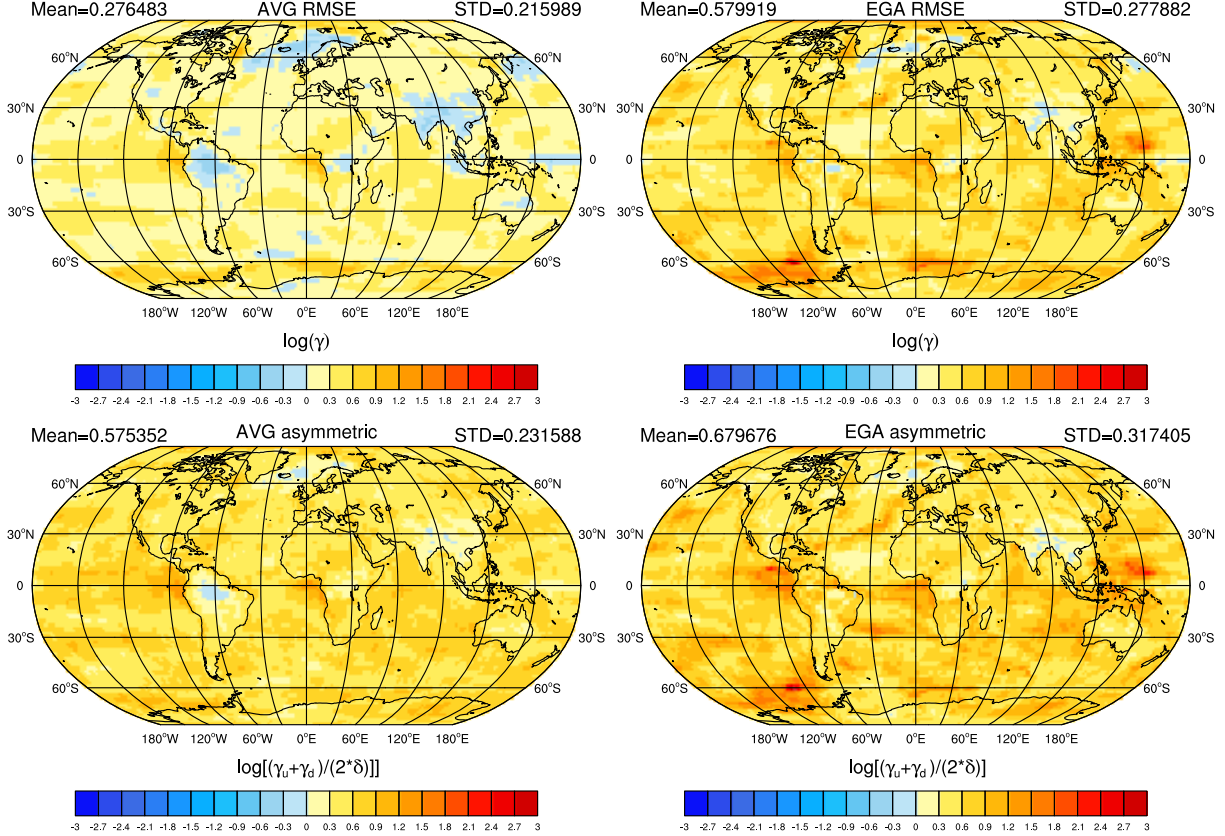 Mean=0.276483 AVG RMSE STD=0.215989
60°N 60°N
30°N 30°N
0 0
30°S 30°S
60°S 60°S
180°W 120°W 60°W 0°E 60°E 120°E 180°E
log(γ)
-3 -2.7 -2.4 -2.1 -1.8 -1.5 -1.2 -0.9 -0.6 -0.3 0 0.3 0.6 0.9 1.2 1.5 1.8 2.1 2.4 2.7 3
Mean=0.579919 EGA RMSE STD=0.277882
60°N 60°N
30°N 30°N
0 0
30°S 30°S
60°S 60°S
180°W 120°W 60°W 0°E 60°E 120°E 180°E
log(γ)
-3 -2.7 -2.4 -2.1 -1.8 -1.5 -1.2 -0.9 -0.6 -0.3 0 0.3 0.6 0.9 1.2 1.5 1.8 2.1 2.4 2.7 3
Mean=0.575352 AVG asymmetric STD=0.231588
60°N 60°N
30°N 30°N
0 0
30°S 30°S
60°S 60°S
180°W 120°W 60°W 0°E 60°E 120°E 180°E
log[(γu+γd)/(2*δ)]]
-3 -2.7 -2.4 -2.1 -1.8 -1.5 -1.2 -0.9 -0.6 -0.3 0 0.3 0.6 0.9 1.2 1.5 1.8 2.1 2.4 2.7 3
Mean=0.679676 EGA asymmetric STD=0.317405
60°N 60°N
30°N 30°N
0 0
30°S 30°S
60°S 60°S
180°W 120°W 60°W 0°E 60°E 120°E 180°E
log[(γu+γd)/(2*δ)]
-3 -2.7 -2.4 -2.1 -1.8 -1.5 -1.2 -0.9 -0.6 -0.3 0 0.3 0.6 0.9 1.2 1.5 1.8 2.1 2.4 2.7 3